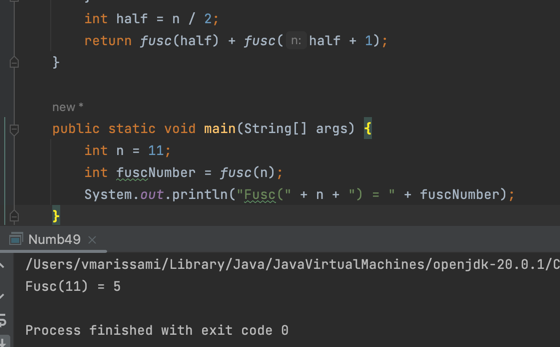 int half = n / 2;
return fusc(half) + fusc( n: half + 1);
}
new *
public static void main(String[] args) {
int n = 11;
int fuscNumber = fusc(n);
System.out.println("Fusc(" + n + ") = " + fuscNumber);
}
Numb49 ×
/Users/vmarissami/Library/Java/JavaVirtualMachines/openjdk-20.0.1/C
Fusc(11) = 5
Process finished with exit code 0